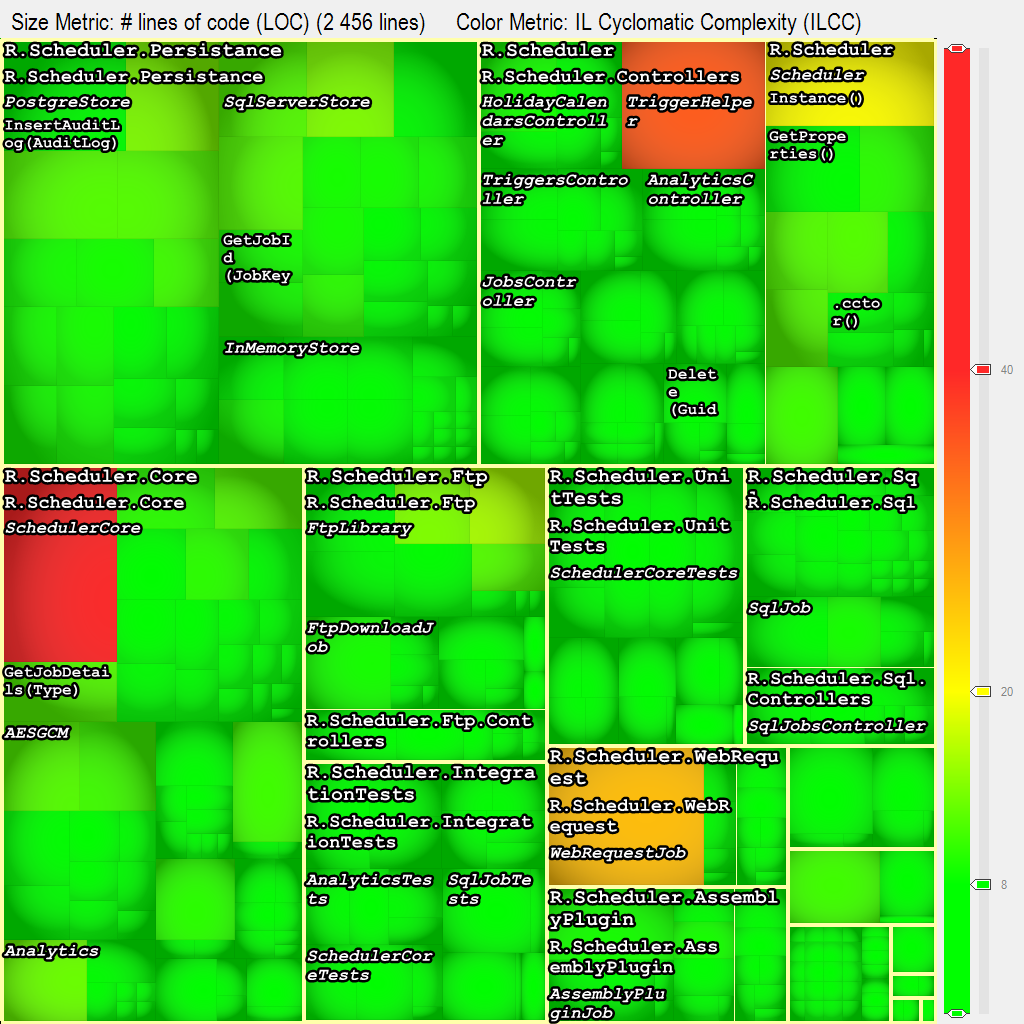 Size Metric: # lines of code (LOC) (2 456 lines)
Color Metric: IL Cyclomatic Complexity (ILCC)
R.Scheduler.Persistance
R.Scheduler.Persistance
PostgreStore
InsertAuditL
og(AuditLog)
SqlServerStore
GetJobI
d
(JobKey
InMemoryStore
R.Scheduler
R.Scheduler.Controllers
HolidayCalen
darsControll
er
TriggerHelpe
r
TriggersContro
ller
AnalyticsC
ontroller
JobsContr
oller
Delet
e
(Guid
R.Scheduler
Scheduler
Instance()
GetPrope
rties()
.ccto
r()
40
20
8
R.Scheduler.Core
R.Scheduler.Core
SchedulerCore
GetJobDetai
ls(Type)
AESGCM
Analytics
R.Scheduler.Ftp
R.Scheduler.Ftp
FtpLibrary
FtpDownloadJ
ob
R.Scheduler.Ftp.Cont
rollers
R.Scheduler.Integra
tionTests
R.Scheduler.Integrat
ionTests
AnalyticsTes
ts
SqlJobTe
sts
SchedulerCor
eTests
R.Scheduler.Uni
tTests
R.Scheduler.Unit
Tests
SchedulerCoreTests
R.Scheduler.Sq
l
R.Scheduler.Sql
SqlJob
R.Scheduler.Sql.
Controllers
SqlJobsController
R.Scheduler.WebRequ
est
R.Scheduler.WebR
equest
WebRequestJob
R.Scheduler.Assembl
yPlugin
R.Scheduler.Ass
emblyPlugin
AssemblyPlu
ginJob